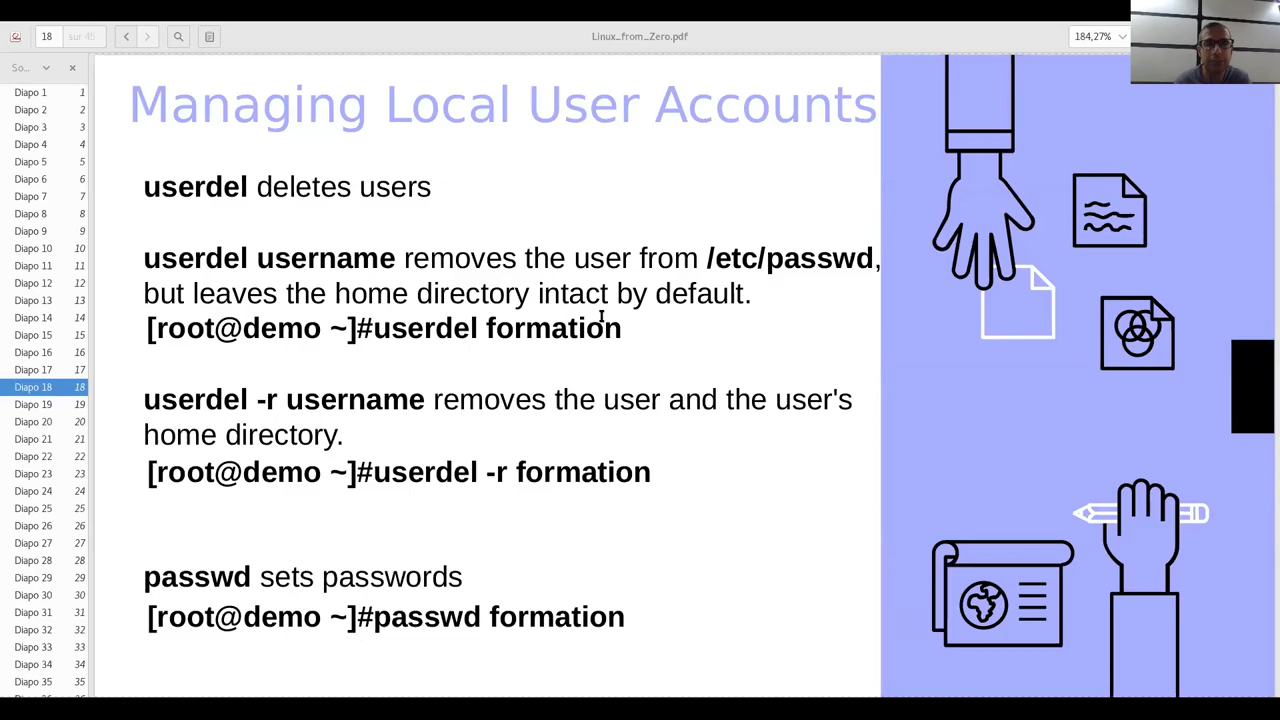 18 sur 45
Linux_from_Zero.pdf
184,27%
So...
Diapo 1 1
Diapo 2 2
Diapo 3 3
Diapo 4 4
Diapo 5 5
Diapo 6 6
Diapo 7 7
Diapo 8 8
Diapo 9 9
Diapo 10 10
Diapo 11 11
Diapo 12 12
Diapo 13 13
Diapo 14 14
Diapo 15 15
Diapo 16 16
Diapo 17 17
Diapo 18 18
Diapo 19 19
Diapo 20 20
Diapo 21 21
Diapo 22 22
Diapo 23 23
Diapo 24 24
Diapo 25 25
Diapo 26 26
Diapo 27 27
Diapo 28 28
Diapo 29 29
Diapo 30 30
Diapo 31 31
Diapo 32 32
Diapo 33 33
Diapo 34 34
Diapo 35 35
Managing Local User Accounts
userdel deletes users
userdel username removes the user from /etc/passwd,
but leaves the home directory intact by default.
[root@demo ~]#userdel formation
userdel -r username removes the user and the user's
home directory.
[root@demo ~]#userdel -r formation
passwd sets passwords
[root@demo ~]#passwd formation